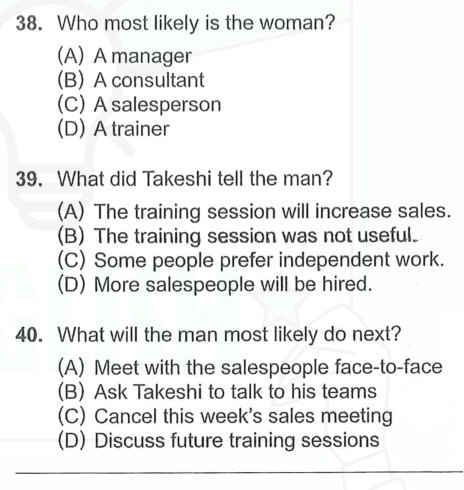 38. Who most likely is the woman?
(A) A manager
(B) A consultant
(C) A salesperson
(D) A trainer
39. What did Takeshi tell the man?
(A) The training session will increase sales.
(B) The training session was not useful.
(C) Some people prefer independent work.
(D) More salespeople will be hired.
40. What will the man most likely do next?
(A) Meet with the salespeople face-to-face
(B) Ask Takeshi to talk to his teams
(C) Cancel this week's sales meeting
(D) Discuss future training sessions